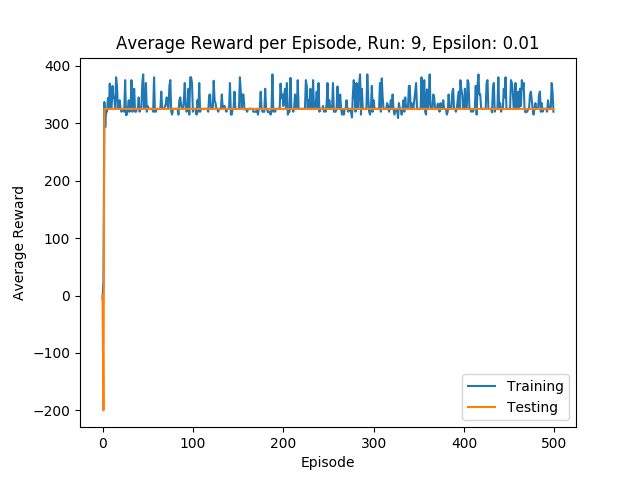 Average Reward per Episode, Run: 9, Epsilon: 0.01
400
300
200
100
0
−100
−200
Average Reward
0
100
200
300
400
500
Episode
Training
Testing